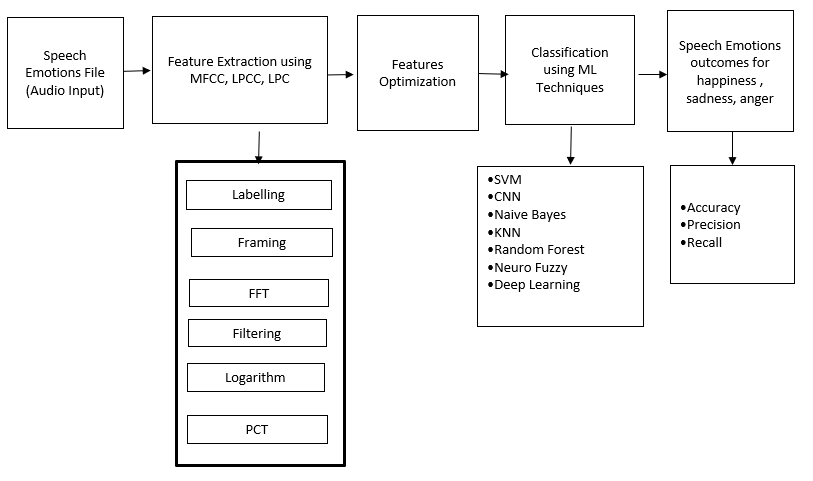 Speech
Emotions File
(Audio Input)
Feature Extraction using
MFCC, LPCC, LPC
Features
Optimization
Classification
using ML
Techniques
Speech Emotions
outcomes for
happiness ,
sadness, anger
Labelling
Framing
FFT
Filtering
Logarithm
PCT
•SVM
•CNN
•Naive Bayes
•KNN
•Random Forest
•Neuro Fuzzy
•Deep Learning
•Accuracy
•Precision
•Recall